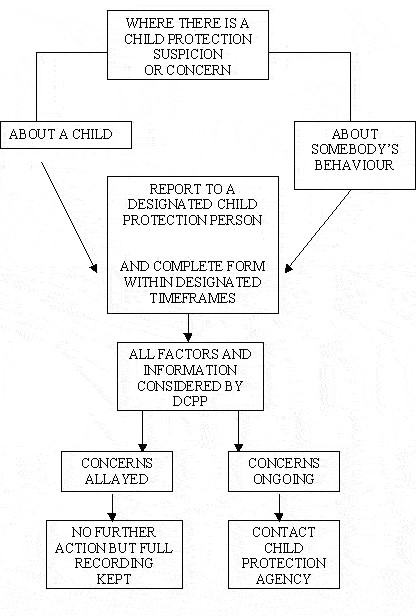 WHERE THERE IS A
CHILD PROTECTION
SUSPICION
OR CONCERN
ABOUT A CHILD
ABOUT
SOMEBODY'S
BEHAVIOUR
REPORT TO A
DESIGNATED CHILD
PROTECTION PERSON
AND COMPLETE FORM
WITHIN DESIGNATED
TIMEFRAMES
ALL FACTORS AND
INFORMATION
CONSIDERED BY
DCPP
CONCERNS
ALLAYED
CONCERNS
ONGOING
NO FURTHER
ACTION BUT FULL
RECORDING
KEPT
CONTACT
CHILD
PROTECTION
AGENCY